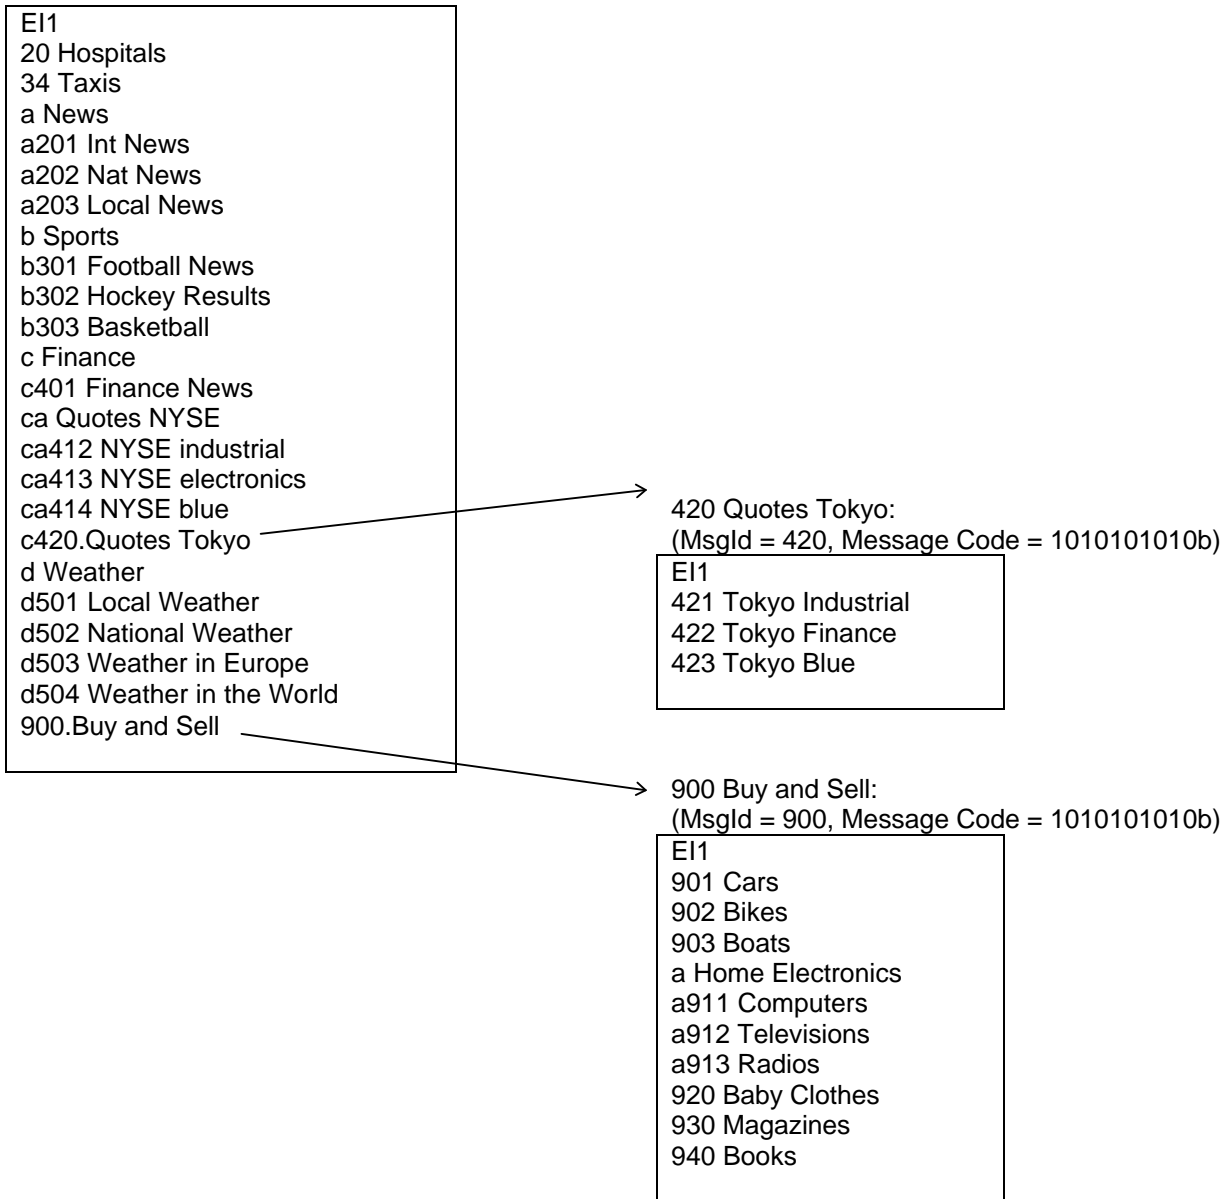 EI1
20 Hospitals
34 Taxis
a News
a201 Int News
a202 Nat News
a203 Local News
b Sports
b301 Football News
b302 Hockey Results
b303 Basketball
c Finance
c401 Finance News
ca Quotes NYSE
ca412 NYSE industrial
ca413 NYSE electronics
ca414 NYSE blue
c420.Quotes Tokyo
d Weather
d501 Local Weather
d502 National Weather
d503 Weather in Europe
d504 Weather in the World
900.Buy and Sell
420 Quotes Tokyo:
(MsgId = 420, Message Code = 1010101010b)
EI1
421 Tokyo Industrial
422 Tokyo Finance
423 Tokyo Blue
900 Buy and Sell:
(MsgId = 900, Message Code = 1010101010b)
EI1
901 Cars
902 Bikes
903 Boats
a Home Electronics
a911 Computers
a912 Televisions
a913 Radios
920 Baby Clothes
930 Magazines
940 Books